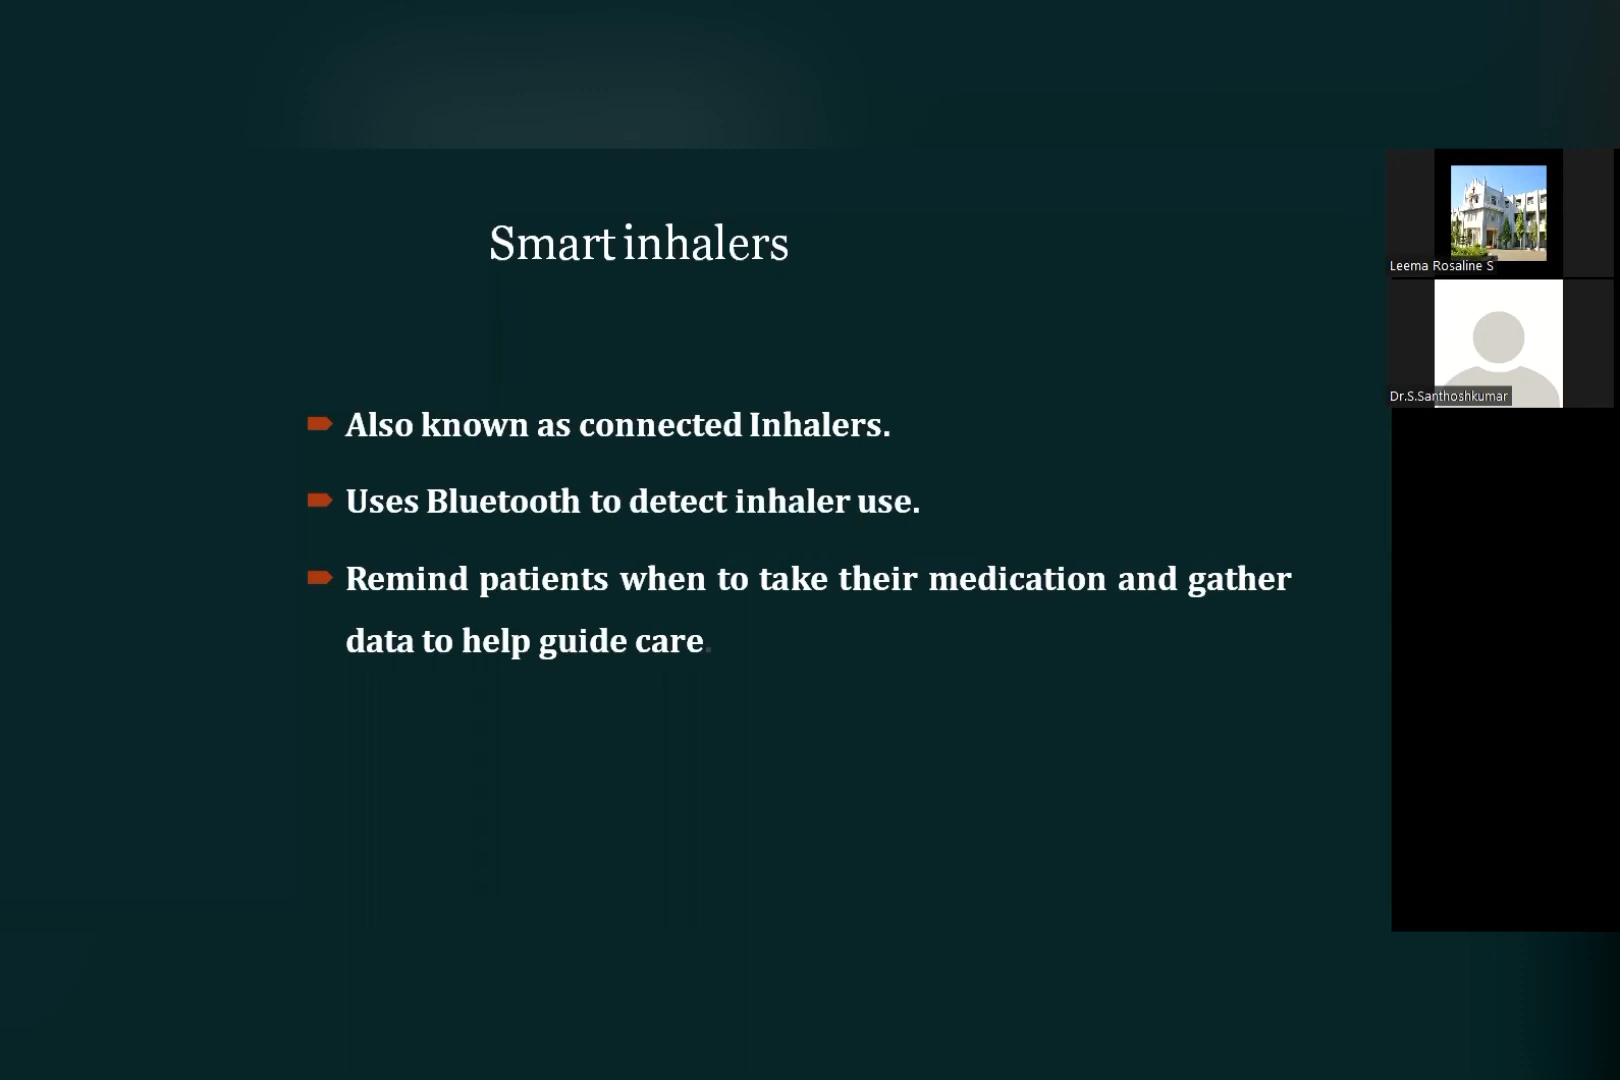 Smart inhalers
Also known as connected Inhalers.
Uses Bluetooth to detect inhaler use.
Remind patients when to take their medication and gather
data to help guide care.
Leema Rosaline S
Dr.S.Santhoshkumar